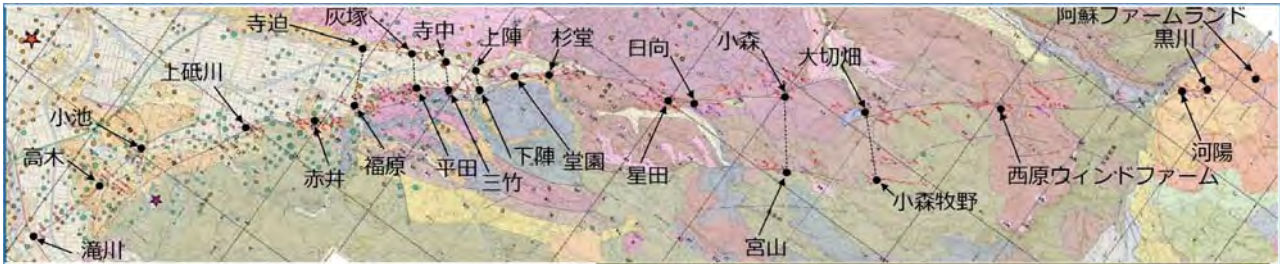 寺迫
灰塚
寺中
上陣
杉堂
日向
小森
大切畑
阿蘇ファームランド
黒川
上砥川
小池
高木
赤井
福原
平田
三竹
下陣
堂園
星田
河陽
西原ウィンドファーム
小森牧野
宮山
滝川